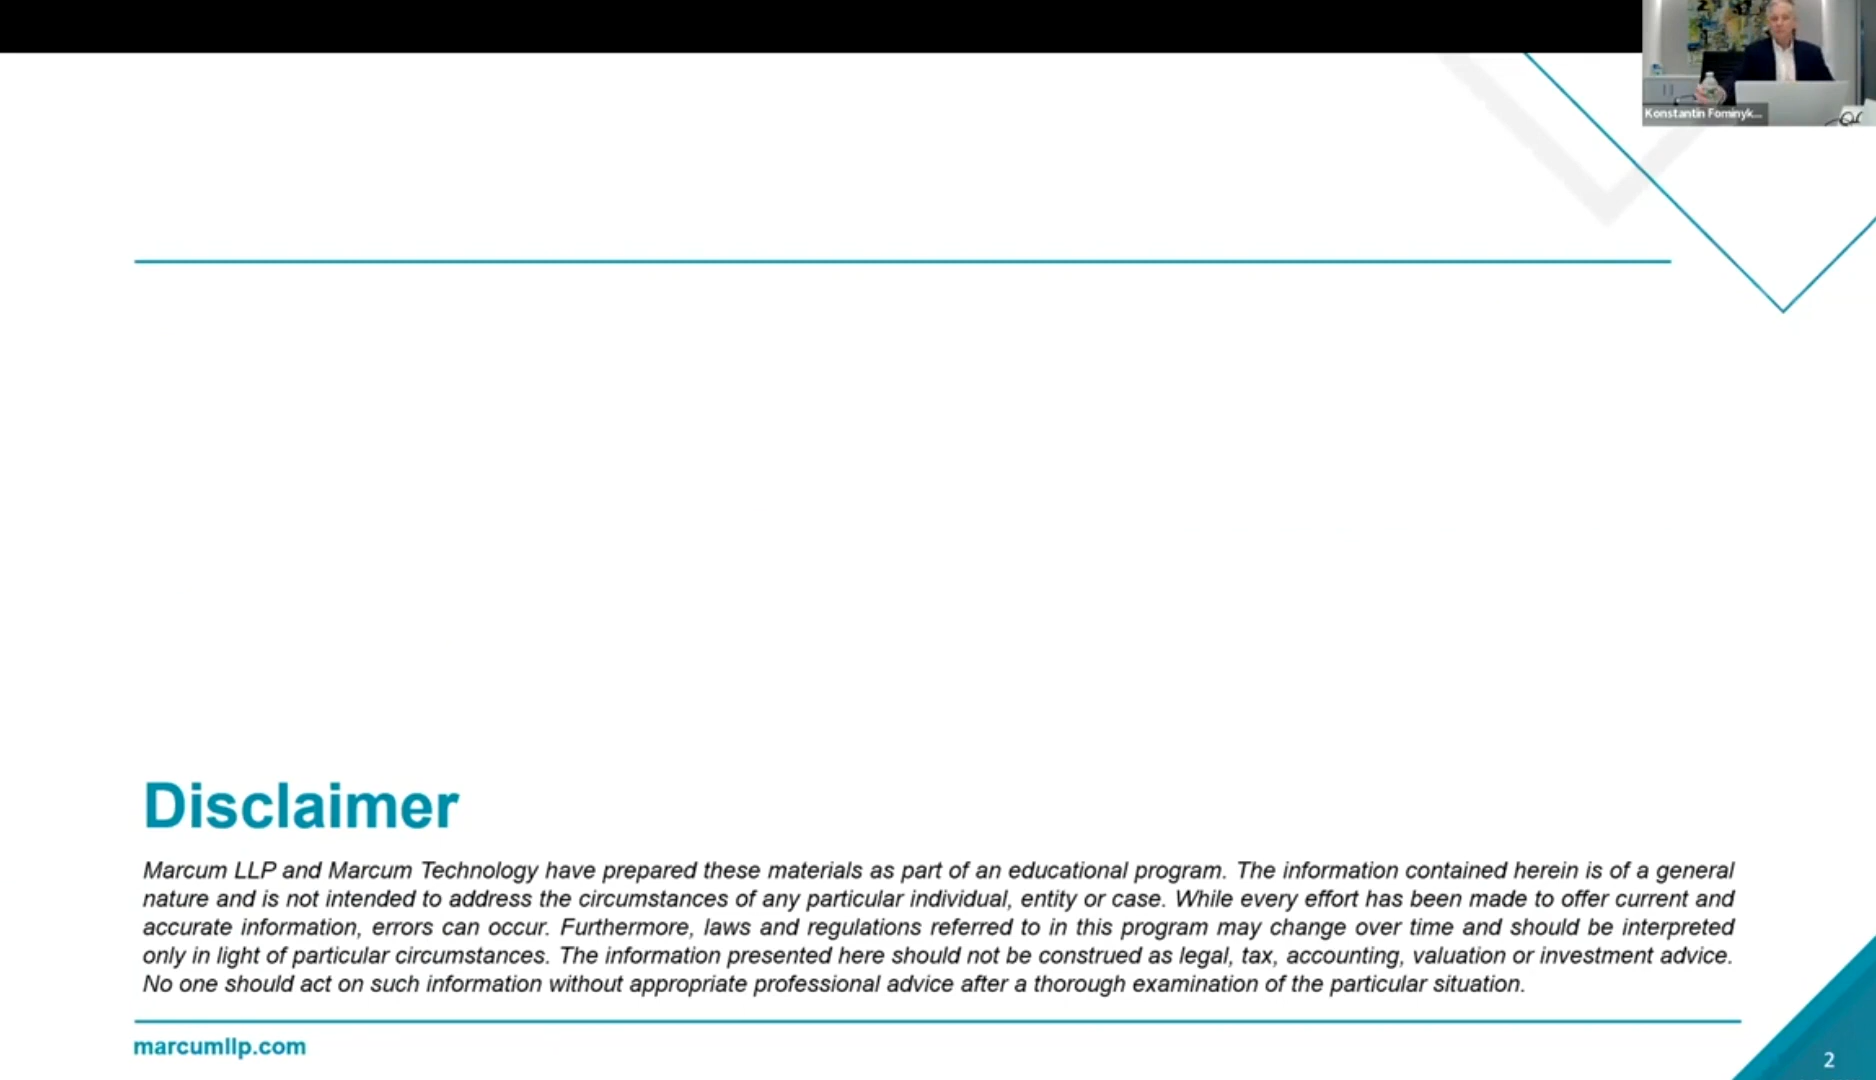 Konstantin Fominyk...
Disclaimer
Marcum LLP and Marcum Technology have prepared these materials as part of an educational program. The information contained herein is of a general
nature and is not intended to address the circumstances of any particular individual, entity or case. While every effort has been made to offer current and
accurate information, errors can occur. Furthermore, laws and regulations referred to in this program may change over time and should be interpreted
only in light of particular circumstances. The information presented here should not be construed as legal, tax, accounting, valuation or investment advice.
No one should act on such information without appropriate professional advice after a thorough examination of the particular situation.
marcumllp.com
2